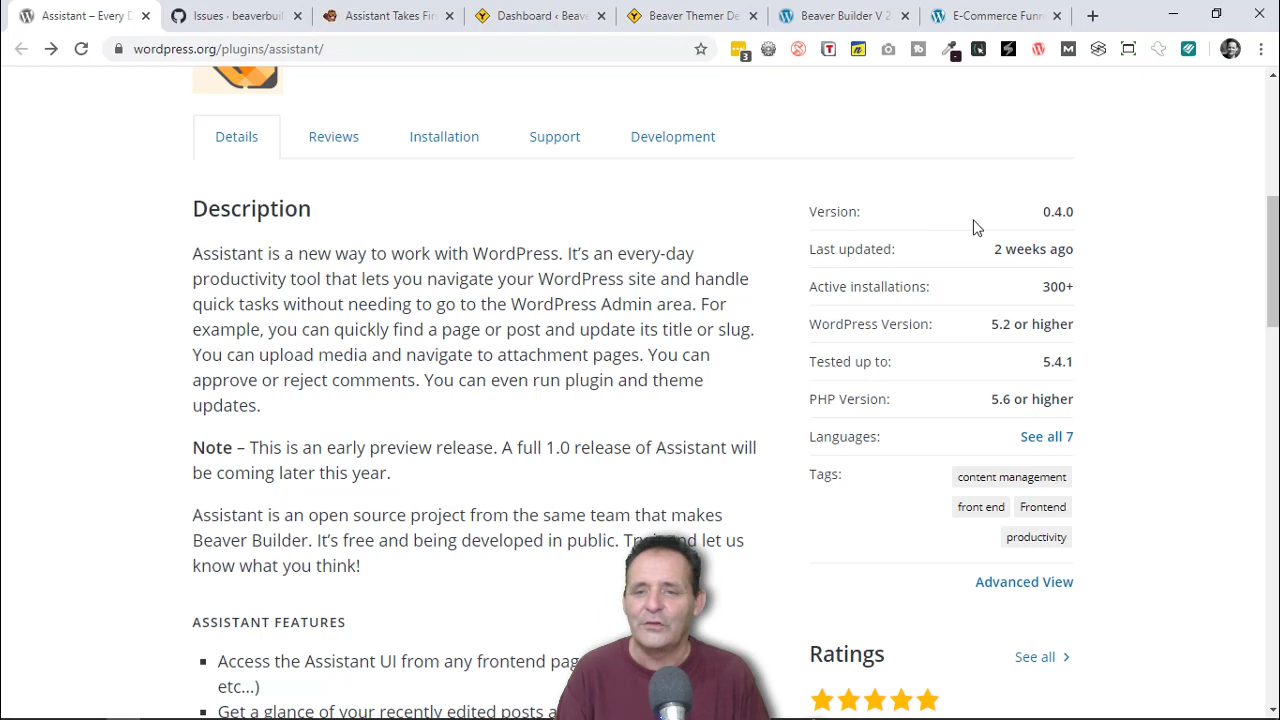 Assistant – Every D
Issues · beaverbuil
Assistant Takes Fir
Dashboard ‹ Beave
Beaver Themer De
Beaver Builder V 2
E-Commerce Funn
wordpress.org/plugins/assistant/
3
Details
Reviews
Installation
Support
Development
Description
Assistant is a new way to work with WordPress. It's an every-day
productivity tool that lets you navigate your WordPress site and handle
quick tasks without needing to go to the WordPress Admin area. For
example, you can quickly find a page or post and update its title or slug.
You can upload media and navigate to attachment pages. You can
approve or reject comments. You can even run plugin and theme
updates.
Note – This is an early preview release. A full 1.0 release of Assistant will
be coming later this year.
Assistant is an open source project from the same team that makes
Beaver Builder. It's free and being developed in public. and let us
know what you think!
ASSISTANT FEATURES
Access the Assistant UI from any frontend pag
etc...)
Get a glance of your recently edited posts a
Version: 0.4.0
Last updated: 2 weeks ago
Active installations: 300+
WordPress Version: 5.2 or higher
Tested up to: 5.4.1
PHP Version: 5.6 or higher
Languages: See all 7
Tags: content management
front end Frontend
productivity
Advanced View
Ratings See all